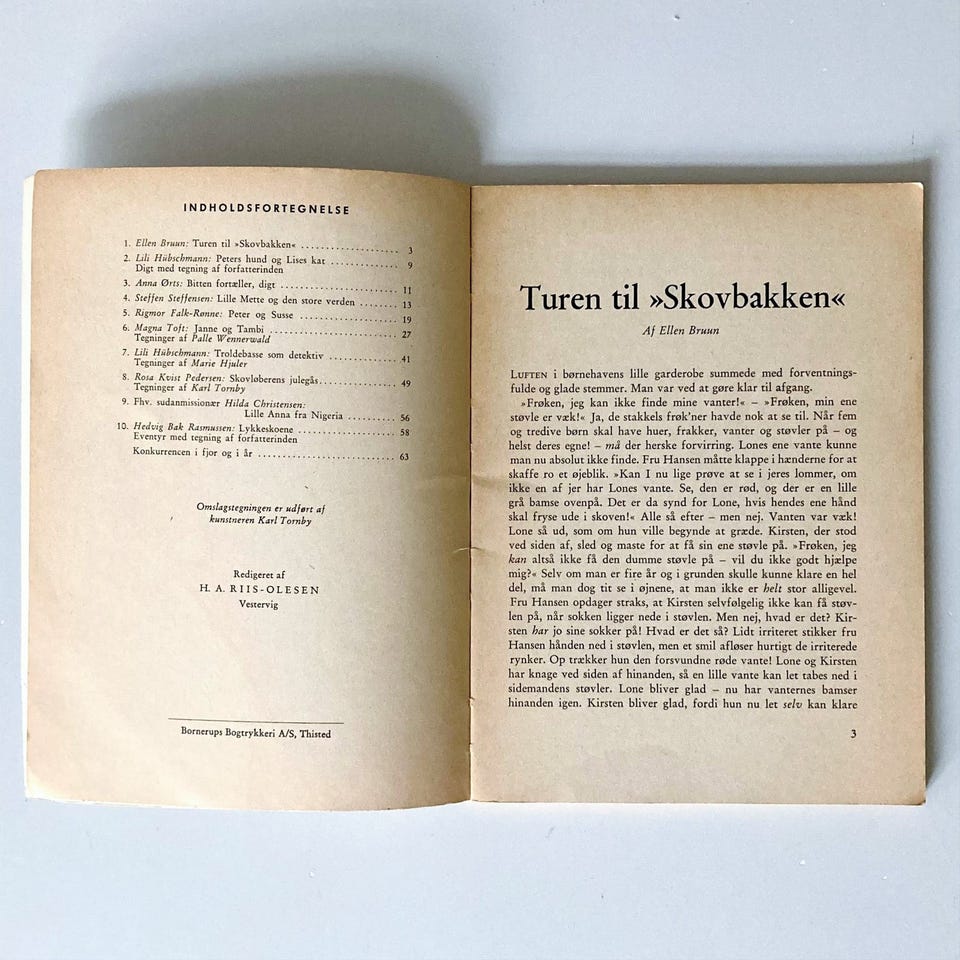 INDHOLDSFORTEGNELSE
1. Ellen Bruun: Turen til »Skovbakken« ........................ 3
2. Lili Hübschmann: Peters hund og Lises kat ................ 9
Digt med tegning af forfatterinden
3. Anna Ørts: Bitten fortæller, digt ........................ 11
4. Steffen Steffensen: Lille Mette og den store verden ........ 13
5. Rigmor Falk-Rønne: Peter og Susse ........................ 19
6. Magna Toft: Janne og Tambi ........................ 27
Tegninger af Palle Wennerwald
7. Lili Hübschmann: Troldebasse som detektiv ................ 41
Tegninger af Marie Hjuler
8. Rosa Kvist Pedersen: Skovløberens julegås ................ 49
Tegninger af Karl Tornby
9. Fhv. sudanmissionær Hilda Christensen:
Lille Anna fra Nigeria ............ 56
10. Hedvig Bak Rasmussen: Lykkeskoene ........................ 58
Eventyr med tegning af forfatterinden
Konkurrencen i fjor og i år ........................ 63
Omslagstegningen er udført af
kunstneren Karl Tornby
Redigeret af
H. A. RIIS-OLESEN
Vestervig
Bornerups Bogtrykkeri A/S, Thisted
Turen til »Skovbakken«
Af Ellen Bruun
LUFTEN i børnehavens lille garderobe summede med forventnings-
fulde og glade stemmer. Man var ved at gøre klar til afgang.
»Frøken, jeg kan ikke finde mine vanter!« – »Frøken, min ene
støvle er væk!« Ja, de stakkels frøk'ner havde nok at se til. Når fem
og tredive børn skal have huer, frakker, vanter og støvler på – og
helst deres egne! – må der herske forvirring. Lones ene vante kunne
man nu absolut ikke finde. Fru Hansen måtte klappe i hænderne for at
skaffe ro et øjeblik. »Kan I nu lige prøve at se i jeres lommer, om
ikke en af jer har Lones vante. Se, den er rød, og der er en lille
grå bamse ovenpå. Det er da synd for Lone, hvis hendes ene hånd
skal fryse ude i skoven!« Alle så efter – men nej. Vanten var væk!
Lone så ud, som om hun ville begynde at græde. Kirsten, der stod
ved siden af, sled og maste for at få sin ene støvle på. »Frøken, jeg
kan altså ikke få den dumme støvle på – vil du ikke godt hjælpe
mig?« Selv om man er fire år og i grunden skulle kunne klare en hel
del, må man dog tit se i øjnene, at man ikke er helt stor alligevel.
Fru Hansen opdager straks, at Kirsten selvfølgelig ikke kan få støv-
len på, når sokken ligger nede i støvlen. Men nej, hvad er det? Kir-
sten har jo sine sokker på! Hvad er det så? Lidt irriteret stikker fru
Hansen hånden ned i støvlen, men et smil afløser hurtigt de irriterede
rynker. Op trækker hun den forsvundne røde vante! Lone og Kirsten
har knage ved siden af hinanden, så en lille vante kan let tabes ned i
sidemandens støvler. Lone bliver glad – nu har vanternes bamser
hinanden igen. Kirsten bliver glad, fordi hun nu let selv kan klare
3